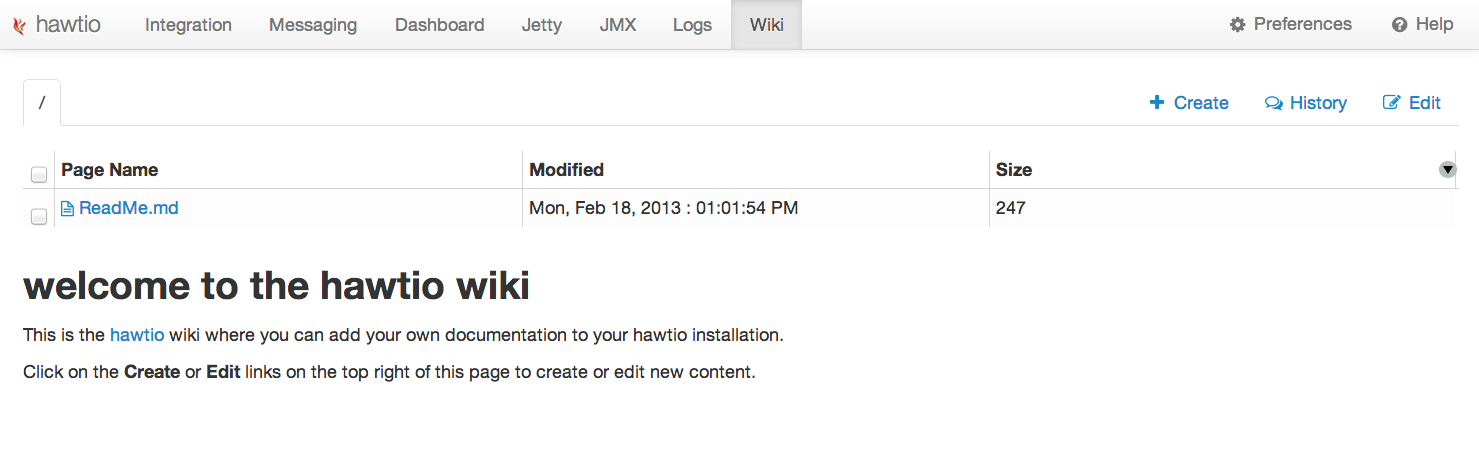 hawtio Integration Messaging Dashboard Jetty JMX Logs Wiki Preferences Help
/ Create History Edit
Page Name Modified Size
ReadMe.md Mon, Feb 18, 2013 : 01:01:54 PM 247
welcome to the hawtio wiki
This is the hawtio wiki where you can add your own documentation to your hawtio installation.
Click on the Create or Edit links on the top right of this page to create or edit new content.